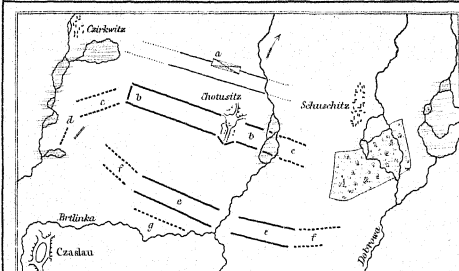 Czirkwitz
a
Schuschitz
Chotusitz
b
c
d
b
c
f
e
g
e
f
Brtlinka
Czaslau
Dobrowa